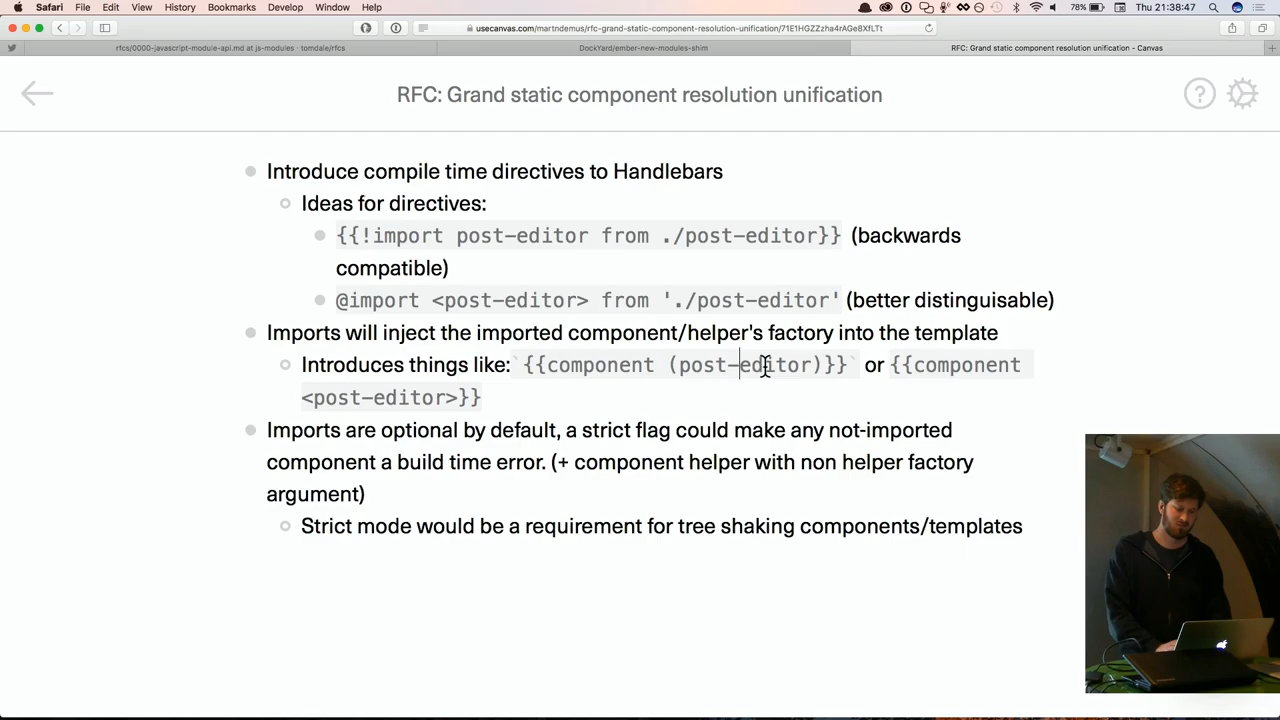 Safari File Edit View History Bookmarks Develop Window Help 78% Thu 21:38:47
usecanvas.com/martndemus/rfc-grand-static-component-resolution-unification/71E1HGZZzha4rAGe8XfLTt
rfcs/0000-javascript-module-api.md at js-modules · tomdale/rfcs DockYard/ember-new-modules-shim RFC: Grand static component resolution unification - Canvas
RFC: Grand static component resolution unification
Introduce compile time directives to Handlebars
Ideas for directives:
{{!import post-editor from ./post-editor}} (backwards
compatible)
@import <post-editor> from './post-editor' (better distinguisable)
Imports will inject the imported component/helper's factory into the template
Introduces things like:`{{component (post-editor)}}` or {{component
<post-editor>}}
Imports are optional by default, a strict flag could make any not-imported
component a build time error. (+ component helper with non helper factory
argument)
Strict mode would be a requirement for tree shaking components/templates